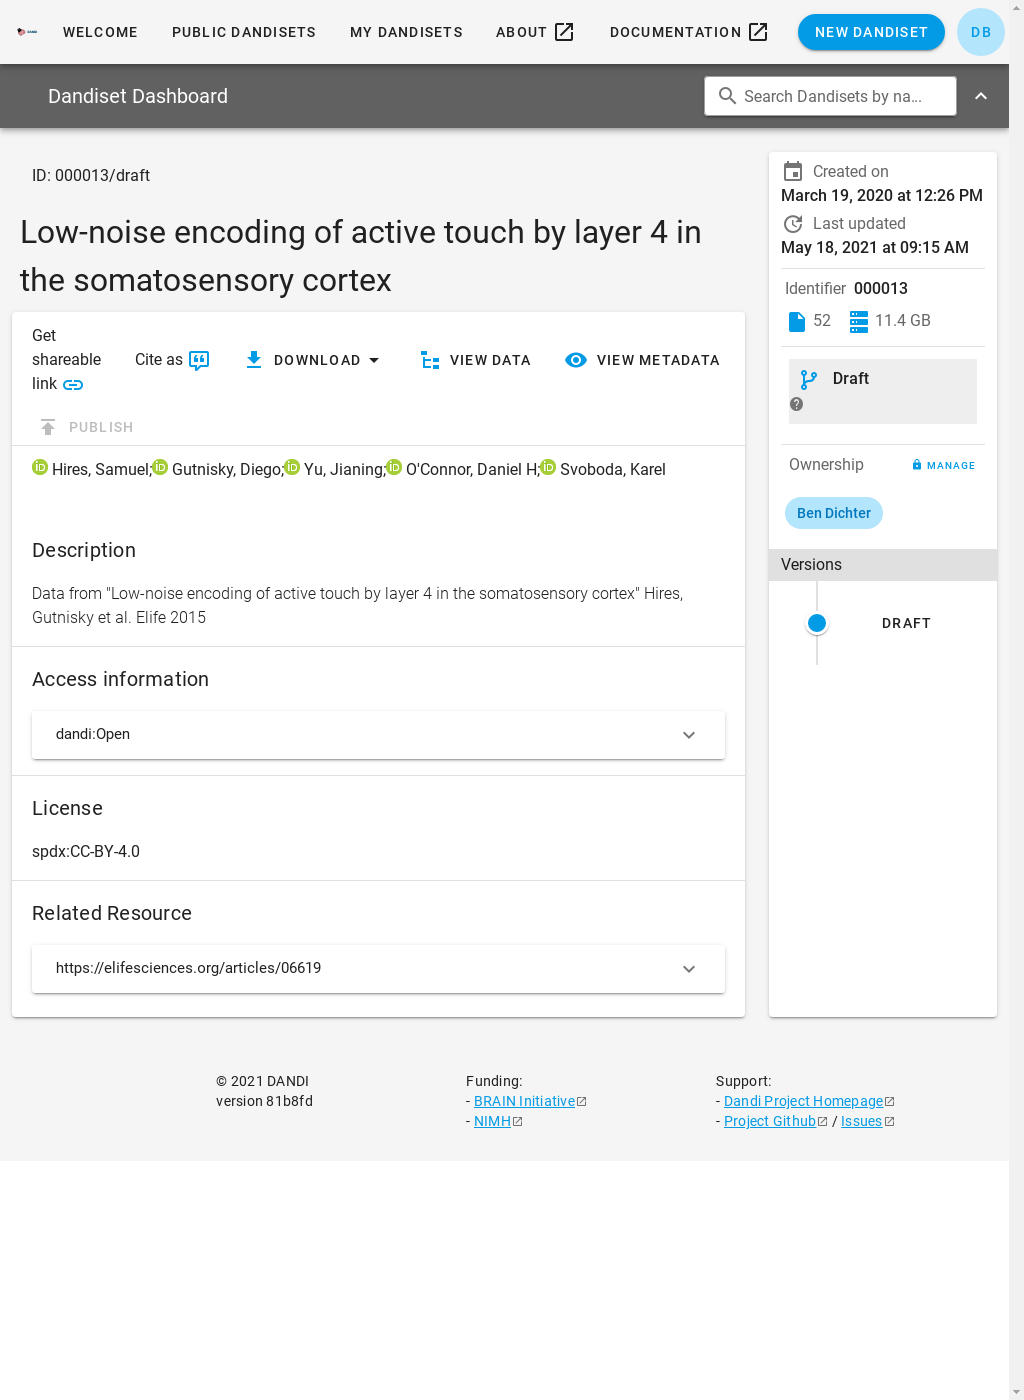 WELCOME PUBLIC DANDISETS MY DANDISETS ABOUT DOCUMENTATION NEW DANDISET DB
Dandiset Dashboard
Search Dandisets by na...
ID: 000013/draft
Low-noise encoding of active touch by layer 4 in
the somatosensory cortex
Get
shareable
link
Cite as
DOWNLOAD
VIEW DATA
VIEW METADATA
PUBLISH
Hires, Samuel; Gutnisky, Diego; Yu, Jianing; O'Connor, Daniel H; Svoboda, Karel
Description
Data from "Low-noise encoding of active touch by layer 4 in the somatosensory cortex" Hires,
Gutnisky et al. Elife 2015
Access information
dandi:Open
License
spdx:CC-BY-4.0
Related Resource
https://elifesciences.org/articles/06619
Created on
March 19, 2020 at 12:26 PM
Last updated
May 18, 2021 at 09:15 AM
Identifier 000013
52 11.4 GB
Draft
Ownership MANAGE
Ben Dichter
Versions
DRAFT
© 2021 DANDI
version 81b8fd
Funding:
- BRAIN Initiative
- NIMH
Support:
- Dandi Project Homepage
- Project Github / Issues